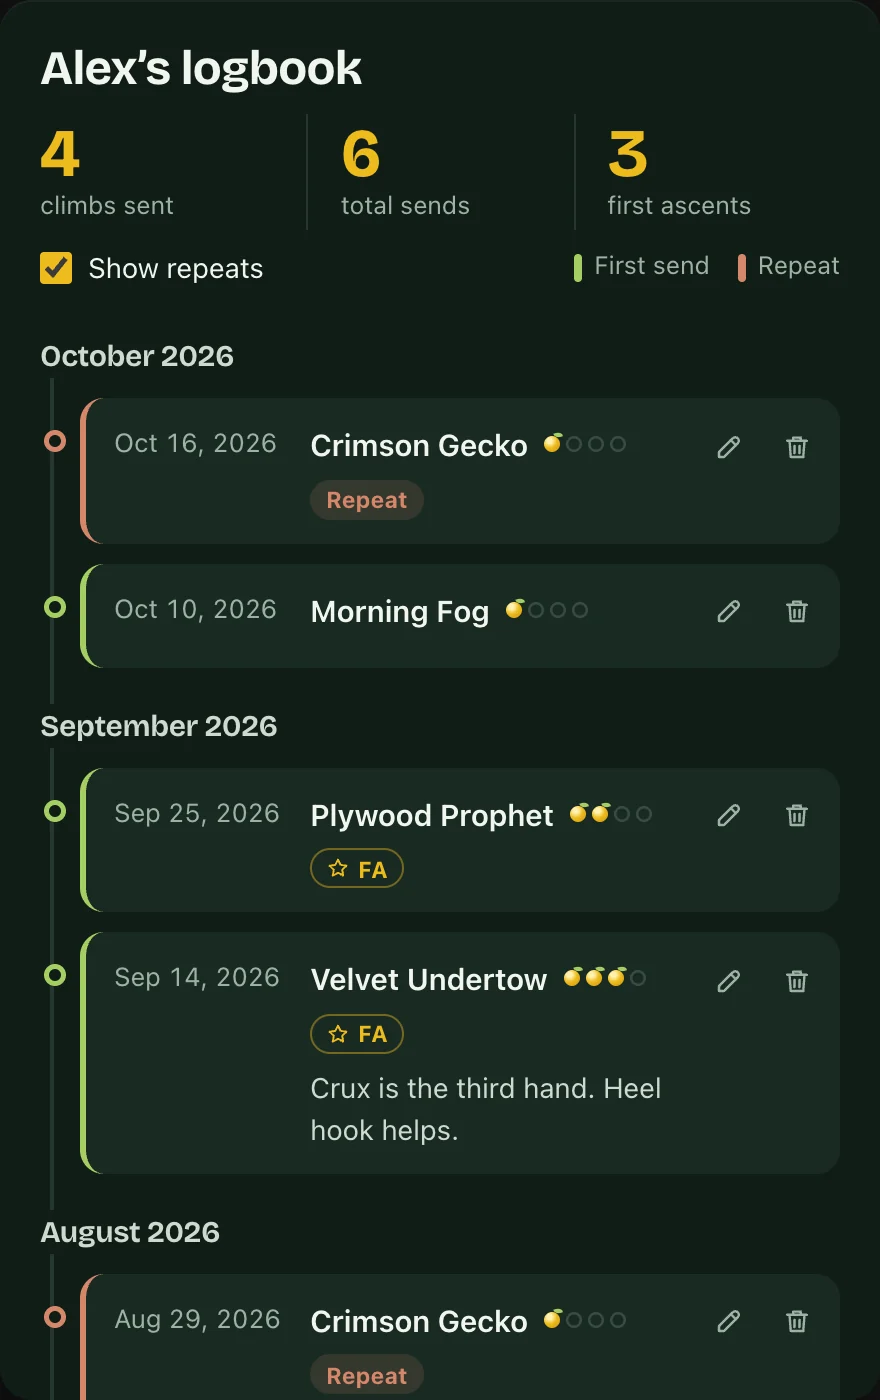 Alex’s logbook
4
climbs sent
6
total sends
3
first ascents
Show repeats
First send
Repeat
October 2026
Oct 16, 2026
Crimson Gecko
Repeat
Oct 10, 2026
Morning Fog
September 2026
Sep 25, 2026
Plywood Prophet
FA
Sep 14, 2026
Velvet Undertow
FA
Crux is the third hand. Heel
hook helps.
August 2026
Aug 29, 2026
Crimson Gecko
Repeat